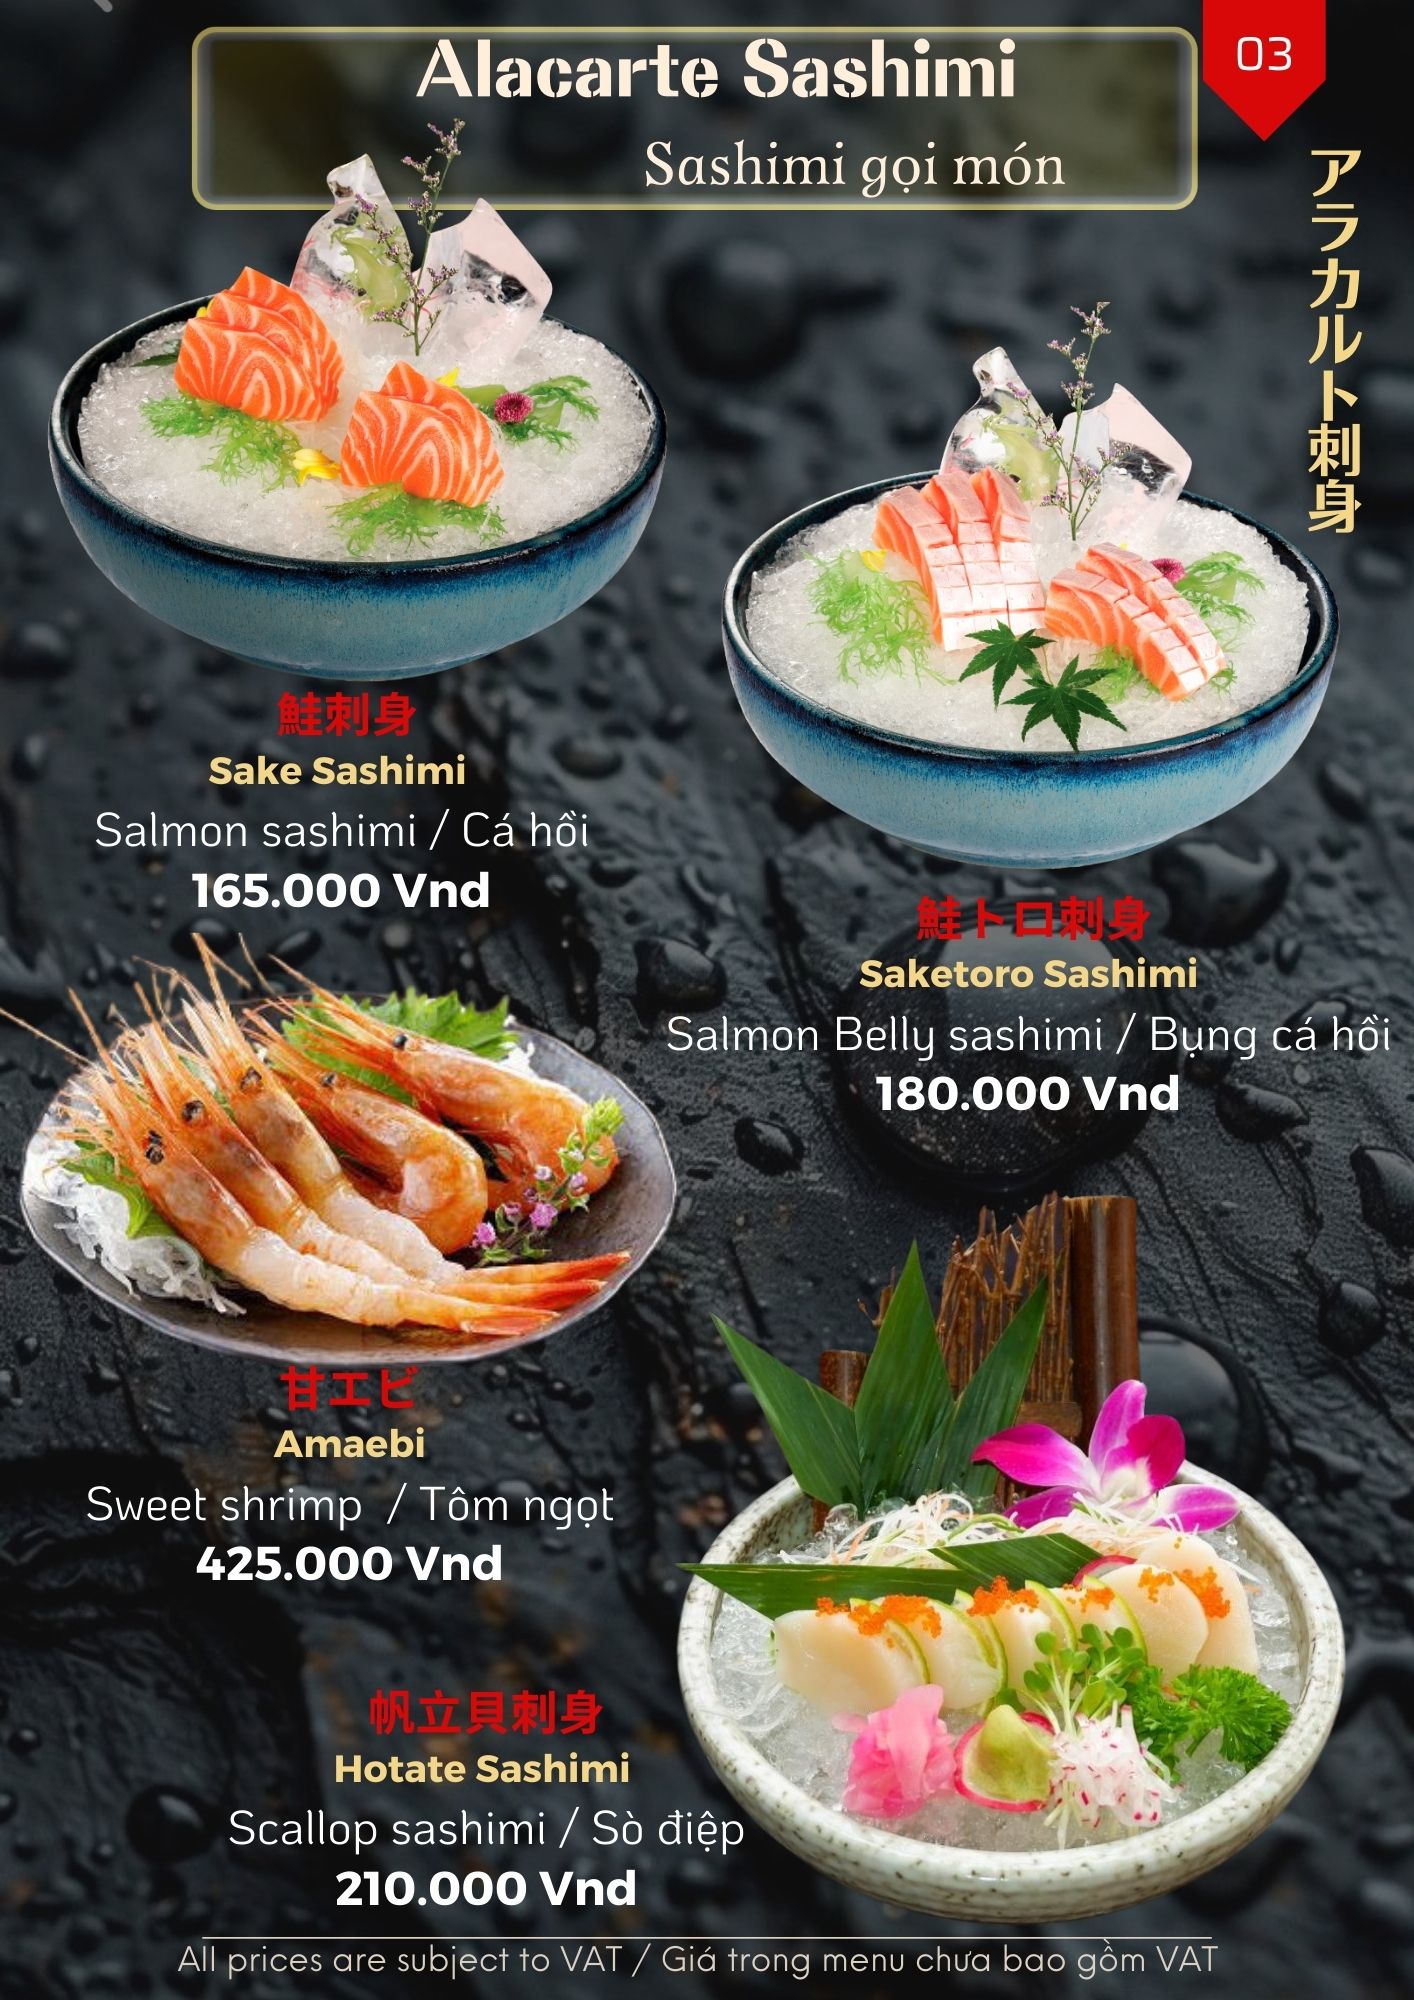 Alacarte Sashimi
Sashimi gọi món
03
アラカルト刺身
鮭刺身
Sake Sashimi
Salmon sashimi / Cá hồi
165.000 Vnd
鮭トロ刺身
Saketoro Sashimi
Salmon Belly sashimi / Bụng cá hồi
180.000 Vnd
甘エビ
Amaebi
Sweet shrimp / Tôm ngọt
425.000 Vnd
帆立貝刺身
Hotate Sashimi
Scallop sashimi / Sò điệp
210.000 Vnd
All prices are subject to VAT / Giá trong menu chưa bao gồm VAT